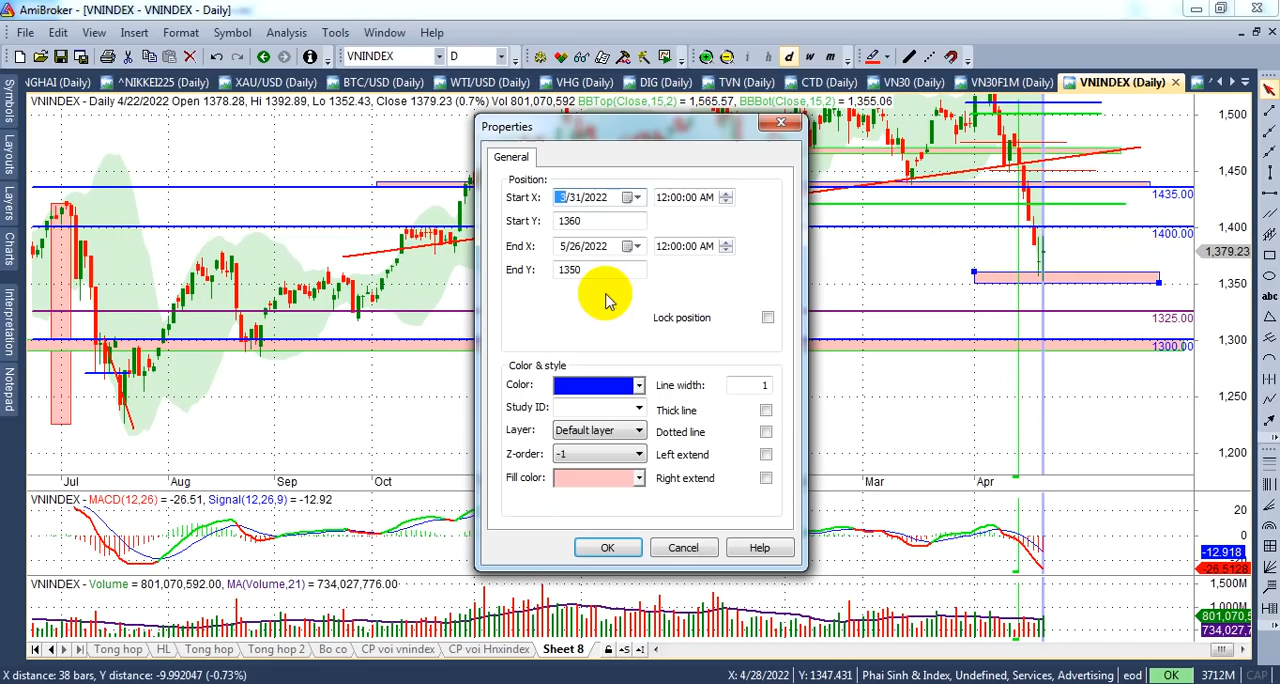 AmiBroker - [VNINDEX - VNINDEX - Daily]
File Edit View Insert Format Symbol Analysis Tools Window Help
VNINDEX D i h d w m
GHAI (Daily) ^NIKKEI225 (Daily) XAU/USD (Daily) BTC/USD (Daily) WTI/USD (Daily) VHG (Daily) DIG (Daily) TVN (Daily) CTD (Daily) VN30 (Daily) VN30F1M (Daily) VNINDEX (Daily)
VNINDEX - Daily 4/22/2022 Open 1378.28, Hi 1392.89, Lo 1352.43, Close 1379.23 (0.7%) Vol 801,070,592 BBTop(Close,15,2) = 1,565.57, BBBot(Close,15,2) = 1,355.06
Symbols
Layouts
Layers
Charts
Interpretation
Notepad
Properties
General
Position:
Start X: 3/31/2022 12:00:00 AM
Start Y: 1360
End X: 5/26/2022 12:00:00 AM
End Y: 1350
Lock position
Color & style
Color: Line width: 1
Study ID: Thick line
Layer: Default layer Dotted line
Z-order: -1 Left extend
Fill color: Right extend
OK Cancel Help
1,500
1,450
1435.00
1,400
1400.00
1,379.23
1,350
1325.00
1300.00
1,250
1,200
abc
Jul Aug Sep Oct Mar Apr
VNINDEX - MACD(12,26) = -26.51, Signal(12,26,9) = -12.92
20
0
-12.918
-26.5128
VNINDEX - Volume = 801,070,592.00, MA(Volume,21) = 734,027,776.00
1,500M
1,000M
801,070,5
734,027,7
Tong hop HL Tong hop Tong hop 2 Bo co CP voi vnindex CP voi Hnxindex Sheet 8
X distance: 38 bars, Y distance: -9.992047 (-0.73%) X: 4/28/2022 Y: 1347.431 Phai Sinh & Index, Undefined, Services, Advertising eod OK 3712M CAP